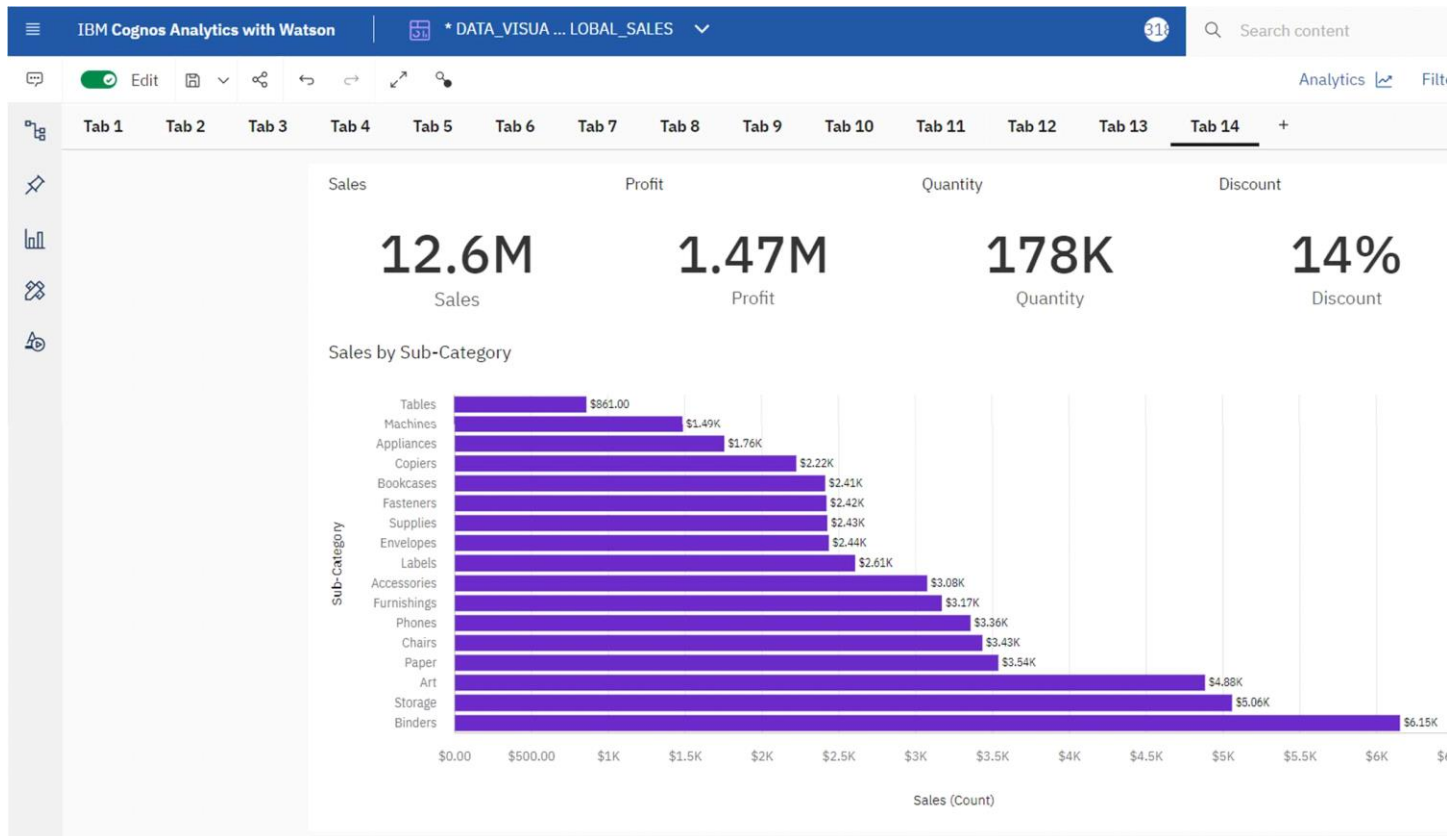 IBM Cognos Analytics with Watson
* DATA_VISUA ... LOBAL_SALES
318
Search content
Edit
Analytics
Filte
Tab 1 Tab 2 Tab 3 Tab 4 Tab 5 Tab 6 Tab 7 Tab 8 Tab 9 Tab 10 Tab 11 Tab 12 Tab 13 Tab 14 +
Sales Profit Quantity Discount
12.6M 1.47M 178K 14%
Sales Profit Quantity Discount
Sales by Sub-Category
Sub-Category
Tables $861.00
Machines $1.49K
Appliances $1.76K
Copiers $2.22K
Bookcases $2.41K
Fasteners $2.42K
Supplies $2.43K
Envelopes $2.44K
Labels $2.61K
Accessories $3.08K
Furnishings $3.17K
Phones $3.36K
Chairs $3.43K
Paper $3.54K
Art $4.88K
Storage $5.06K
Binders $6.15K
$0.00 $500.00 $1K $1.5K $2K $2.5K $3K $3.5K $4K $4.5K $5K $5.5K $6K
Sales (Count)